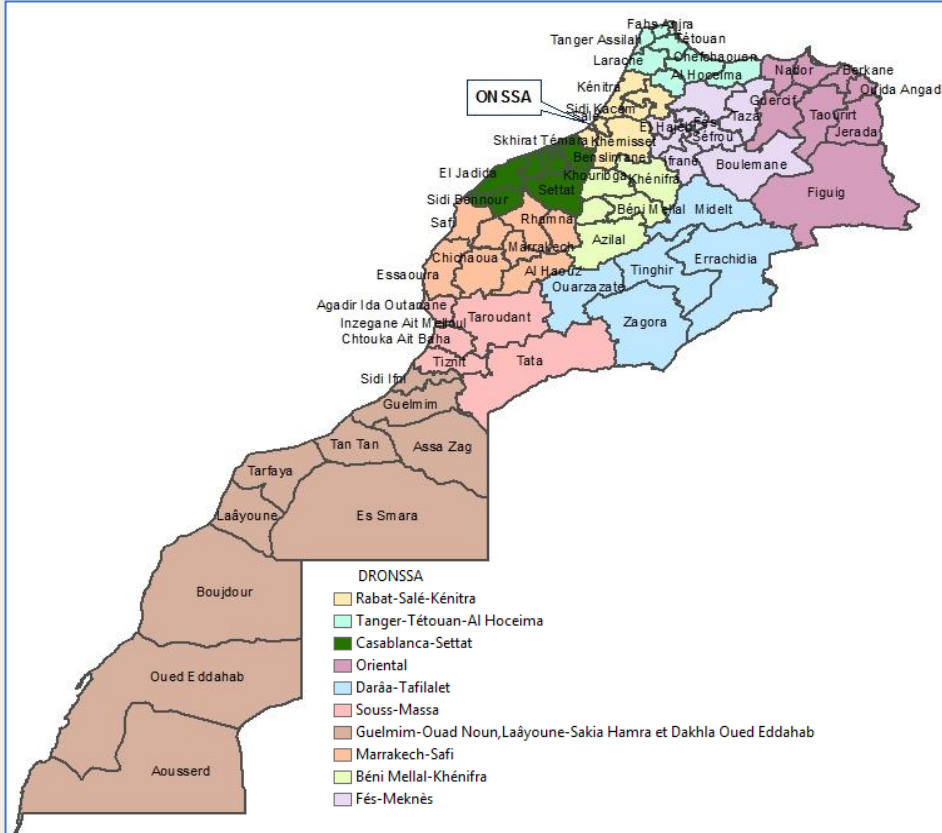 Fahs Anjra
Tanger Assilah
Tétouan
Larache
Chefchaouen
Al Hoceima
Nador
Berkane
Oujda Angad
Kénitra
ONSSA
Sidi Kacem
Salé
Guercif
Taourirt
Jerada
Taza
Fés
El Hajeb
Séfrou
Skhirat Témara
Khémisset
Benslimane
Ifrane
Boulemane
Figuig
El Jadida
Khouribga
Khénifra
Settat
Sidi Bennour
Béni Mellal
Midelt
Safi
Rhamna
Azilal
Marrakech
Errachidia
Chichaoua
Essaouira
Al Haouz
Tinghir
Ouarzazate
Agadir Ida Outanane
Taroudant
Zagora
Inzegane Ait Melloul
Chtouka Ait Baha
Tiznit
Tata
Sidi Ifni
Guelmim
Tan Tan
Assa Zag
Tarfaya
Laâyoune
Es Smara
Boujdour
Oued Eddahab
Aousserd
DRONSSA
Rabat-Salé-Kénitra
Tanger-Tétouan-Al Hoceima
Casablanca-Settat
Oriental
Darâa-Tafilalet
Souss-Massa
Guelmim-Ouad Noun,Laâyoune-Sakia Hamra et Dakhla Oued Eddahab
Marrakech-Safi
Béni Mellal-Khénifra
Fés-Meknès